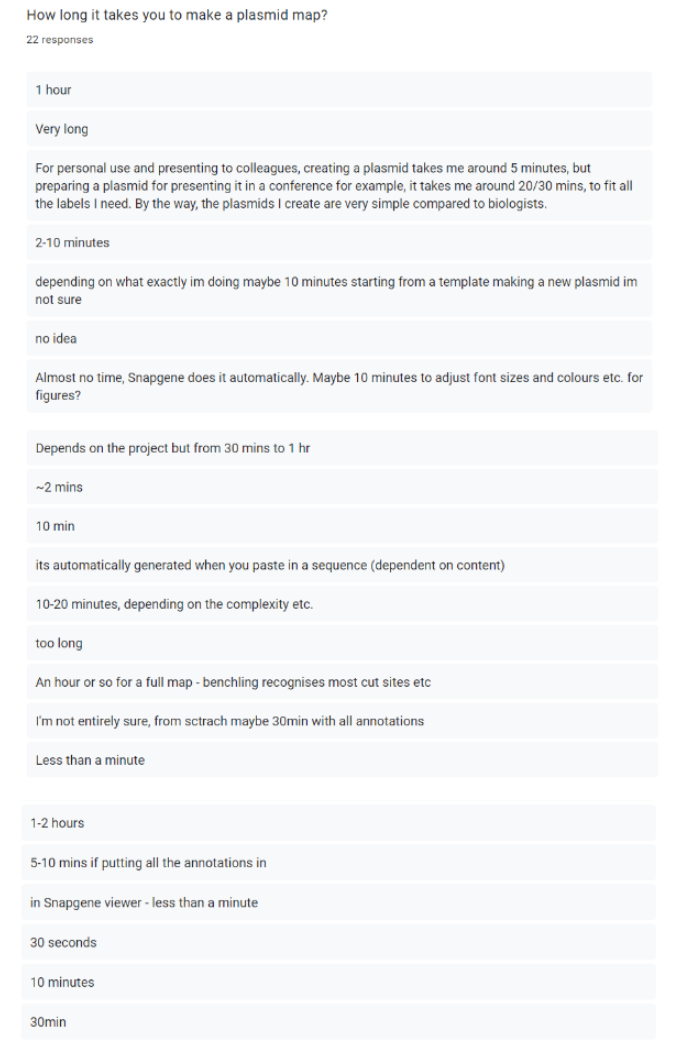 How long it takes you to make a plasmid map?
22 responses
1 hour
Very long
For personal use and presenting to colleagues, creating a plasmid takes me around 5 minutes, but
preparing a plasmid for presenting it in a conference for example, it takes me around 20/30 mins, to fit all
the labels I need. By the way, the plasmids I create are very simple compared to biologists.
2-10 minutes
depending on what exactly im doing maybe 10 minutes starting from a template making a new plasmid im
not sure
no idea
Almost no time, Snapgene does it automatically. Maybe 10 minutes to adjust font sizes and colours etc. for
figures?
Depends on the project but from 30 mins to 1 hr
~2 mins
10 min
its automatically generated when you paste in a sequence (dependent on content)
10-20 minutes, depending on the complexity etc.
too long
An hour or so for a full map - benchling recognises most cut sites etc
I'm not entirely sure, from sctrach maybe 30min with all annotations
Less than a minute
1-2 hours
5-10 mins if putting all the annotations in
in Snapgene viewer - less than a minute
30 seconds
10 minutes
30min